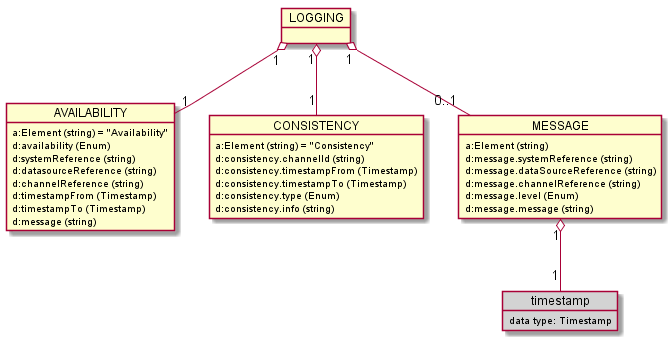 LOGGING
1
1
1
1
1
0..1
AVAILABILITY
a:Element (string) = "Availability"
d:availability (Enum)
d:systemReference (string)
d:datasourceReference (string)
d:channelReference (string)
d:timestampFrom (Timestamp)
d:timestampTo (Timestamp)
d:message (string)
CONSISTENCY
a:Element (string) = "Consistency"
d:consistency.channelId (string)
d:consistency.timestampFrom (Timestamp)
d:consistency.timestampTo (Timestamp)
d:consistency.type (Enum)
d:consistency.info (string)
MESSAGE
a:Element (string)
d:message.systemReference (string)
d:message.dataSourceReference (string)
d:message.channelReference (string)
d:message.level (Enum)
d:message.message (string)
1
1
timestamp
data type: Timestamp